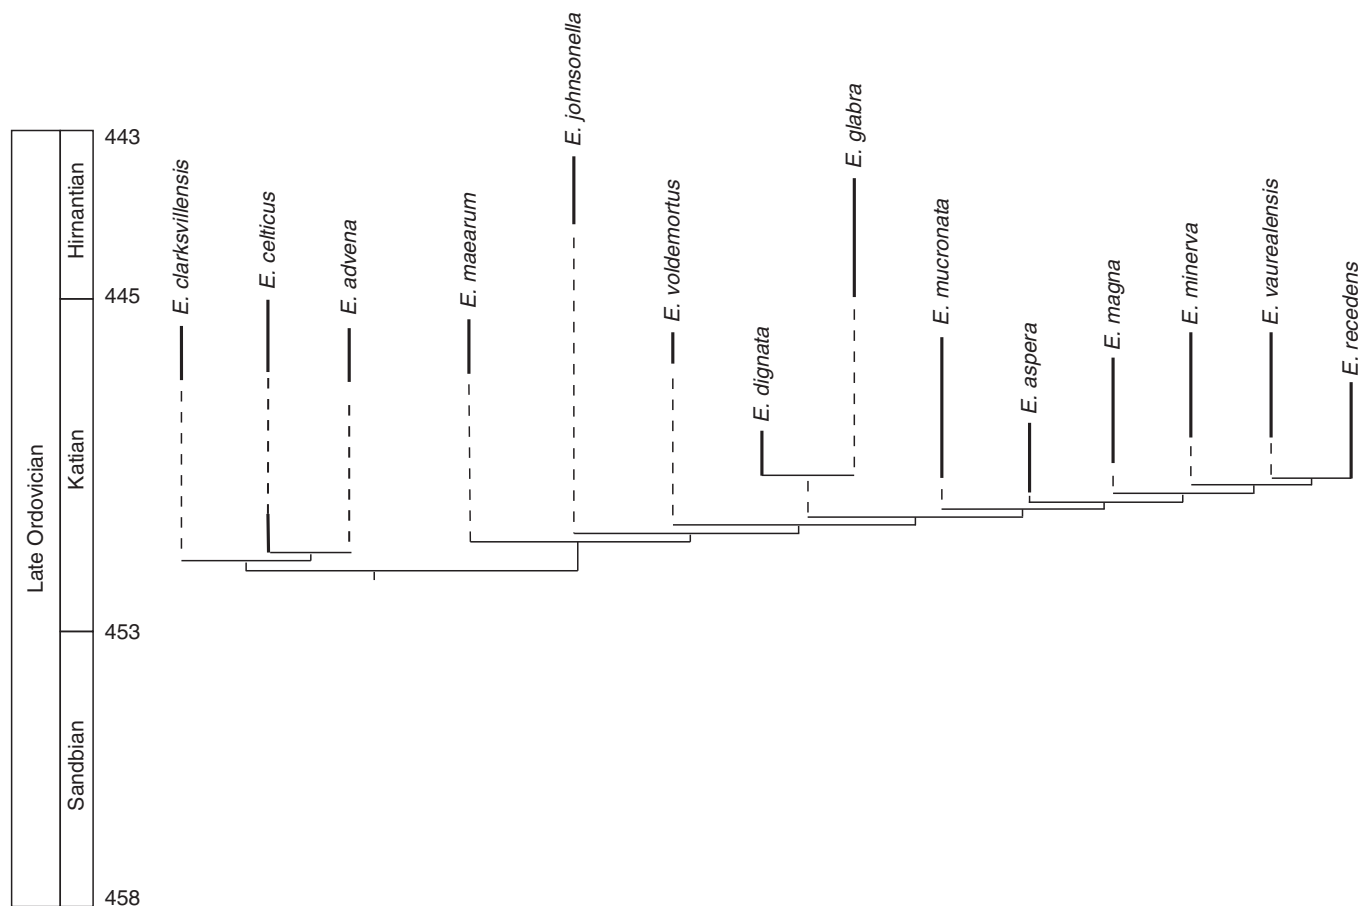 Late Ordovician
Hirnantian
Katian
Sandbian
443
445
453
458
E. clarksvillensis
E. celticus
E. advena
E. maearum
E. johnsonella
E. voldemortus
E. dignata
E. glabra
E. mucronata
E. aspera
E. magna
E. minerva
E. vaurealensis
E. recedens